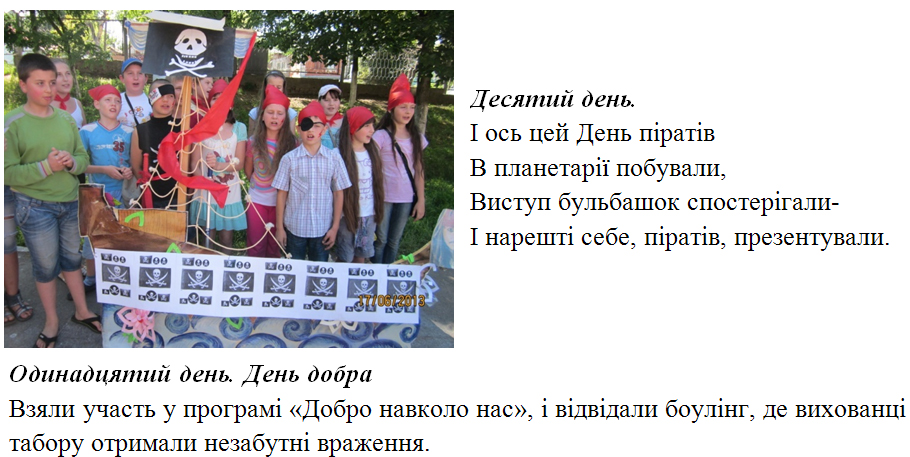 Десятий день.
І ось цей День піратів
В планетарії побували,
Виступ бульбашок спостерігали-
І нарешті себе, піратів, презентували.
17/06/2013
Одинадцятий день. День добра
Взяли участь у програмі «Добро навколо нас», і відвідали боулінг, де вихованці
табору отримали незабутні враження.